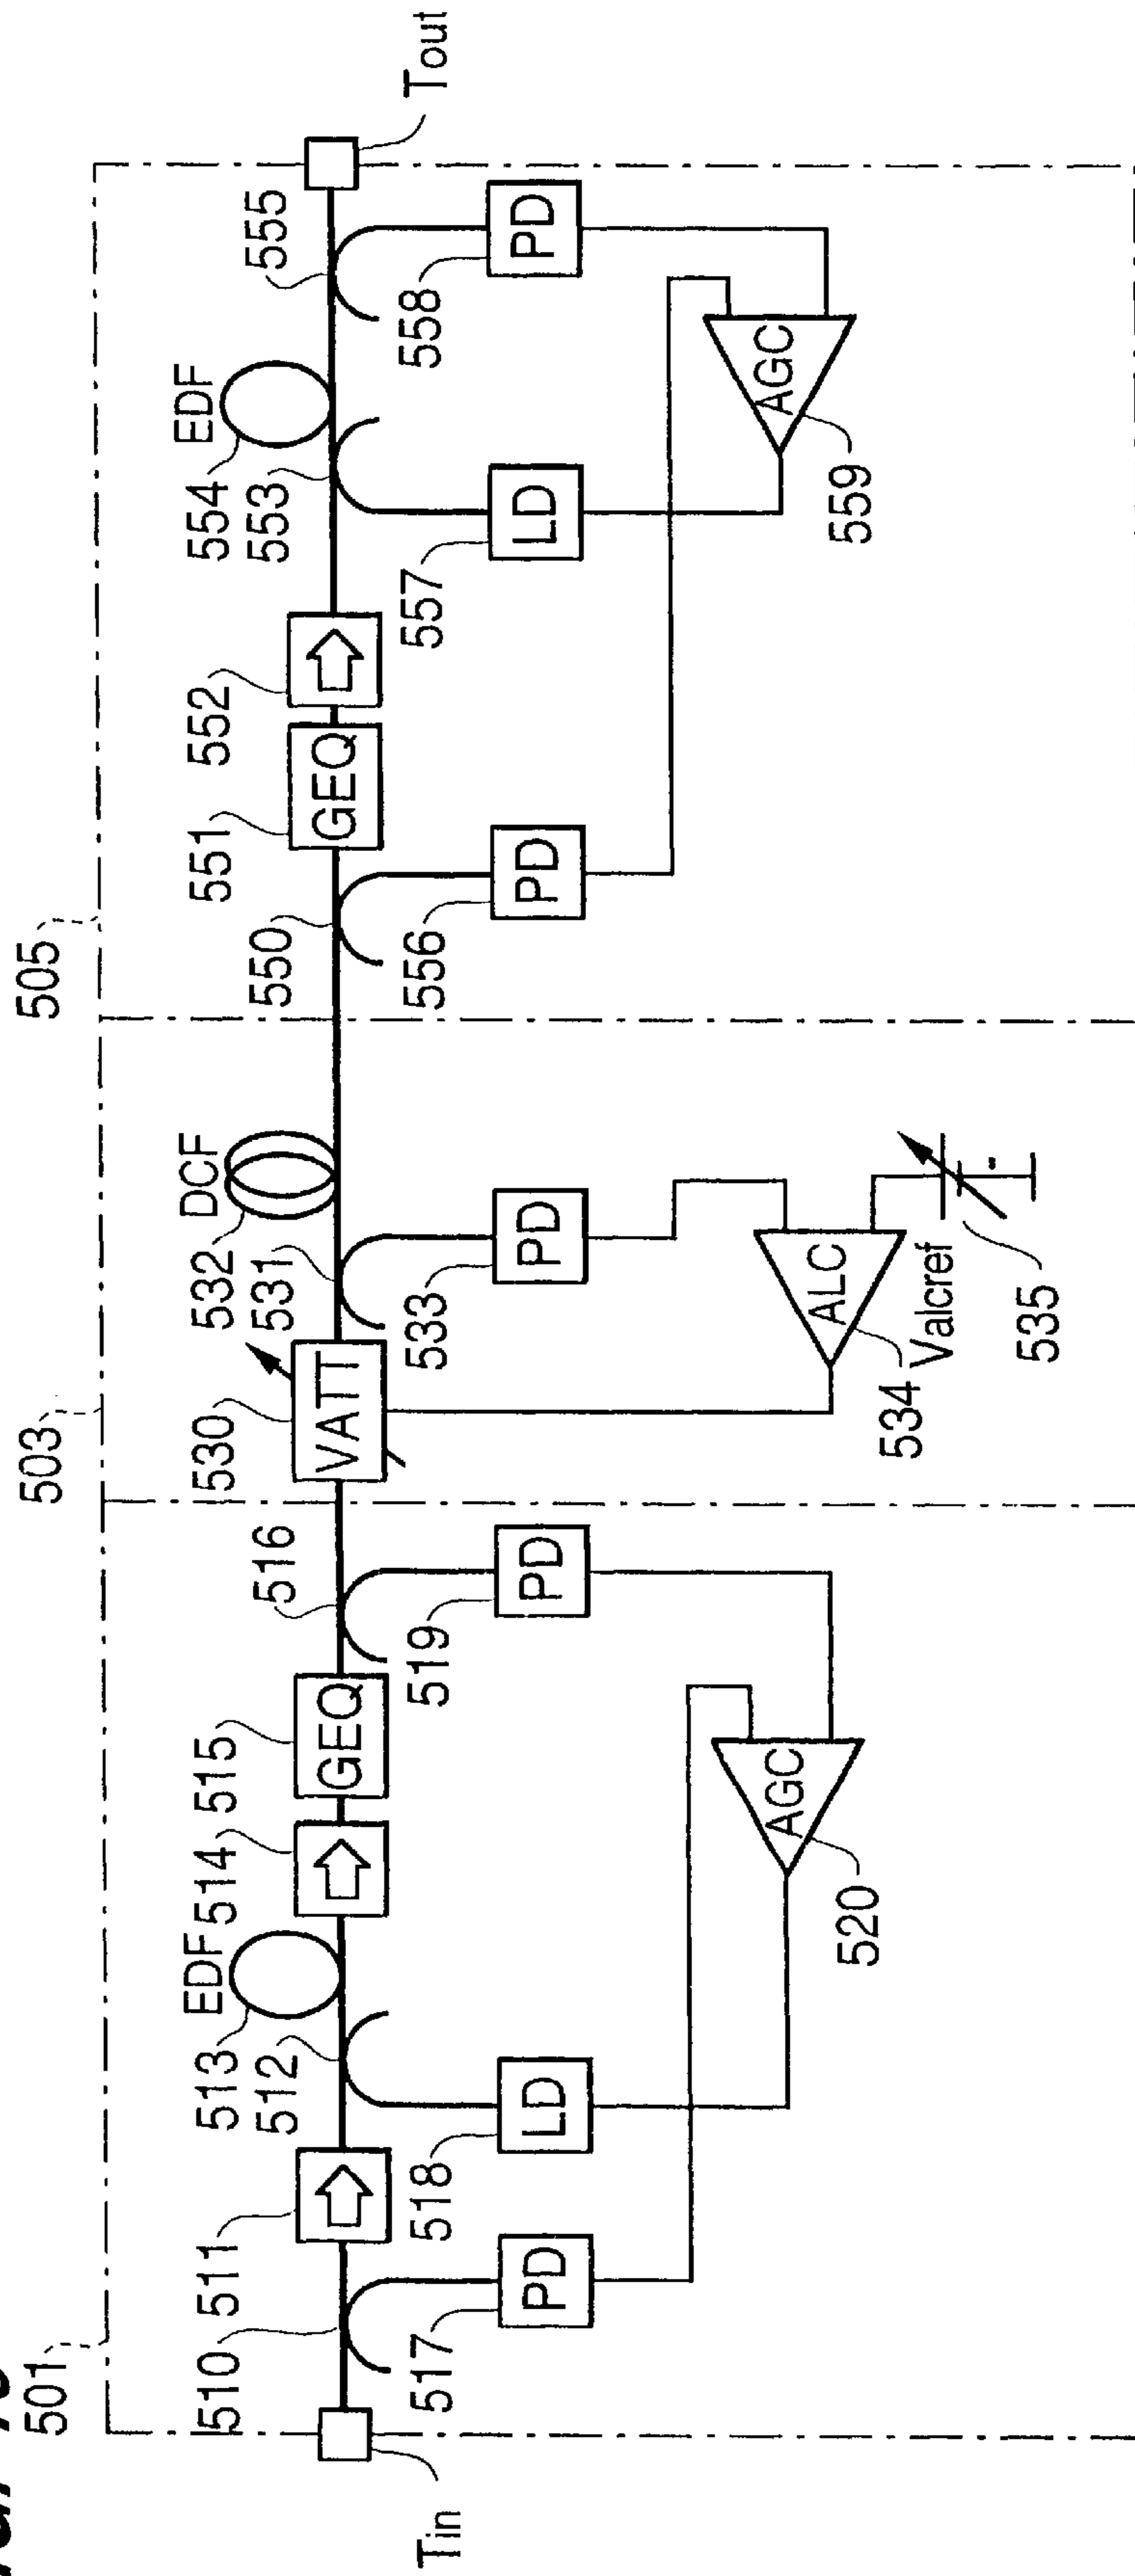 501
503
505
EDF
DCF
EDF
510
511
513
512
514
515
516
530
532
531
550
551
552
554
553
555
Tin
Tout
GEQ
VATT
GEQ
517
518
519
533
556
557
558
PD
LD
PD
PD
PD
LD
PD
AGC
ALC
AGC
520
534
Valcref
535
559